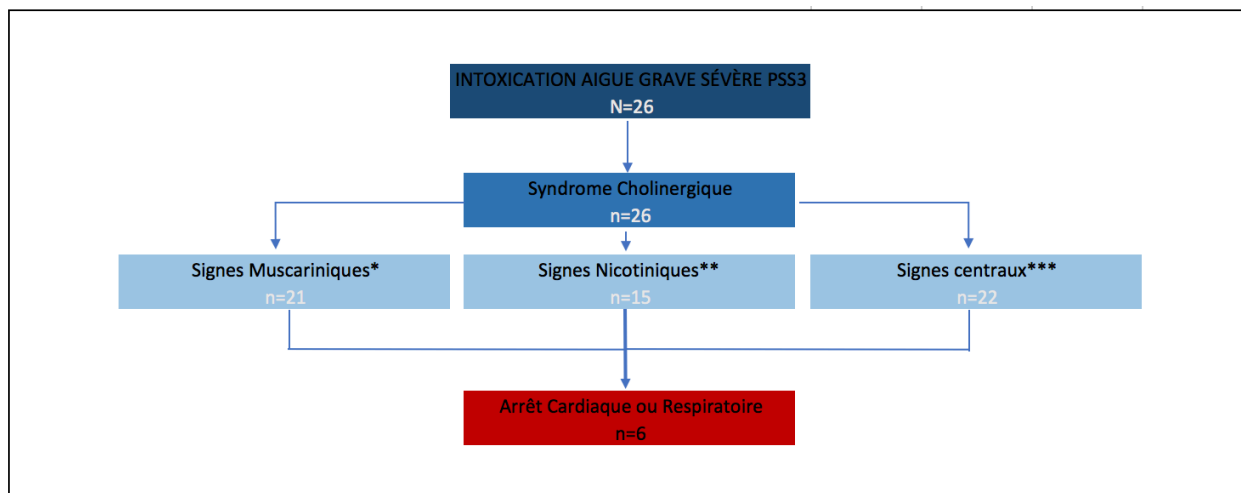 INTOXICATION AIGUE GRAVE SÉVÈRE PSS3
N=26
Syndrome Cholinergique
n=26
Signes Muscariniques*
n=21
Signes Nicotiniques**
n=15
Signes centraux***
n=22
Arrêt Cardiaque ou Respiratoire
n=6